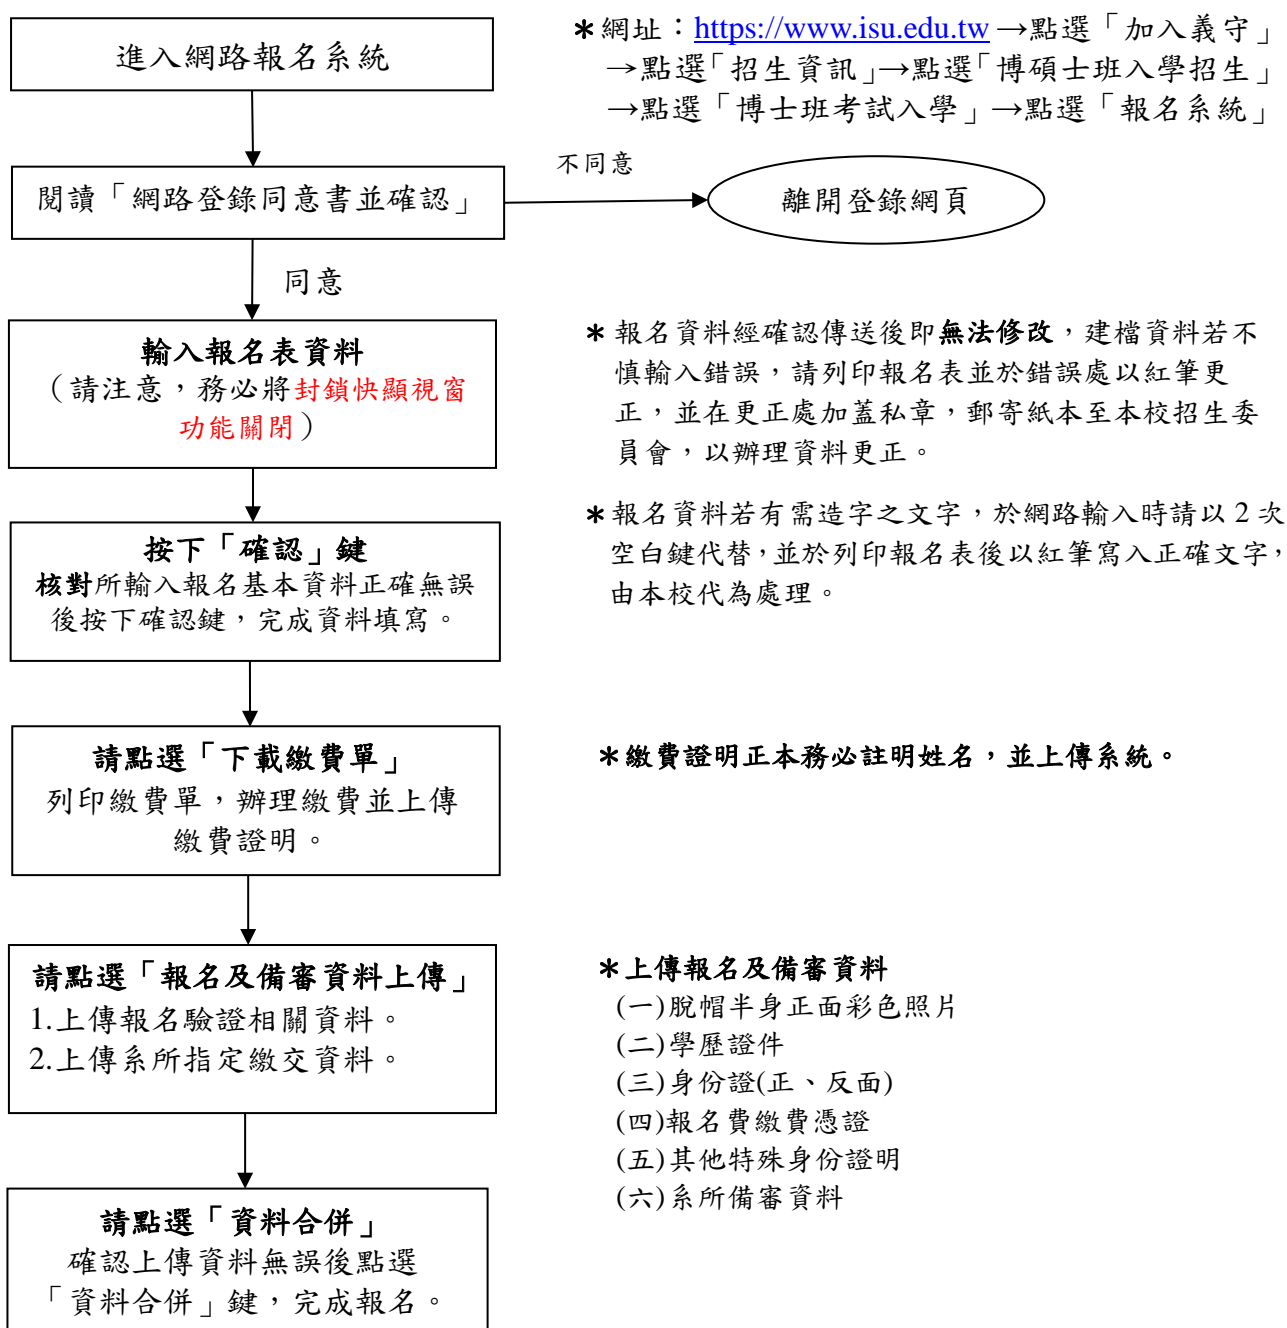 進入網路報名系統
＊網址：https://www.isu.edu.tw→點選「加入義守」
→點選「招生資訊」→點選「博碩士班入學招生」
→點選「博士班考試入學」→點選「報名系統」
閱讀「網路登錄同意書並確認」
不同意
離開登錄網頁
同意
輸入報名表資料
（請注意，務必將封鎖快顯視窗
功能關閉）
＊報名資料經確認傳送後即無法修改，建檔資料若不
慎輸入錯誤，請列印報名表並於錯誤處以紅筆更
正，並在更正處加蓋私章，郵寄紙本至本校招生委
員會，以辦理資料更正。
＊報名資料若有需造字之文字，於網路輸入時請以 2 次
空白鍵代替，並於列印報名表後以紅筆寫入正確文字，
由本校代為處理。
按下「確認」鍵
核對所輸入報名基本資料正確無誤
後按下確認鍵，完成資料填寫。
請點選「下載繳費單」
列印繳費單，辦理繳費並上傳
繳費證明。
＊繳費證明正本務必註明姓名，並上傳系統。
請點選「報名及備審資料上傳」
1.上傳報名驗證相關資料。
2.上傳系所指定繳交資料。
＊上傳報名及備審資料
(一)脫帽半身正面彩色照片
(二)學歷證件
(三)身份證(正、反面)
(四)報名費繳費憑證
(五)其他特殊身份證明
(六)系所備審資料
請點選「資料合併」
確認上傳資料無誤後點選
「資料合併」鍵，完成報名。